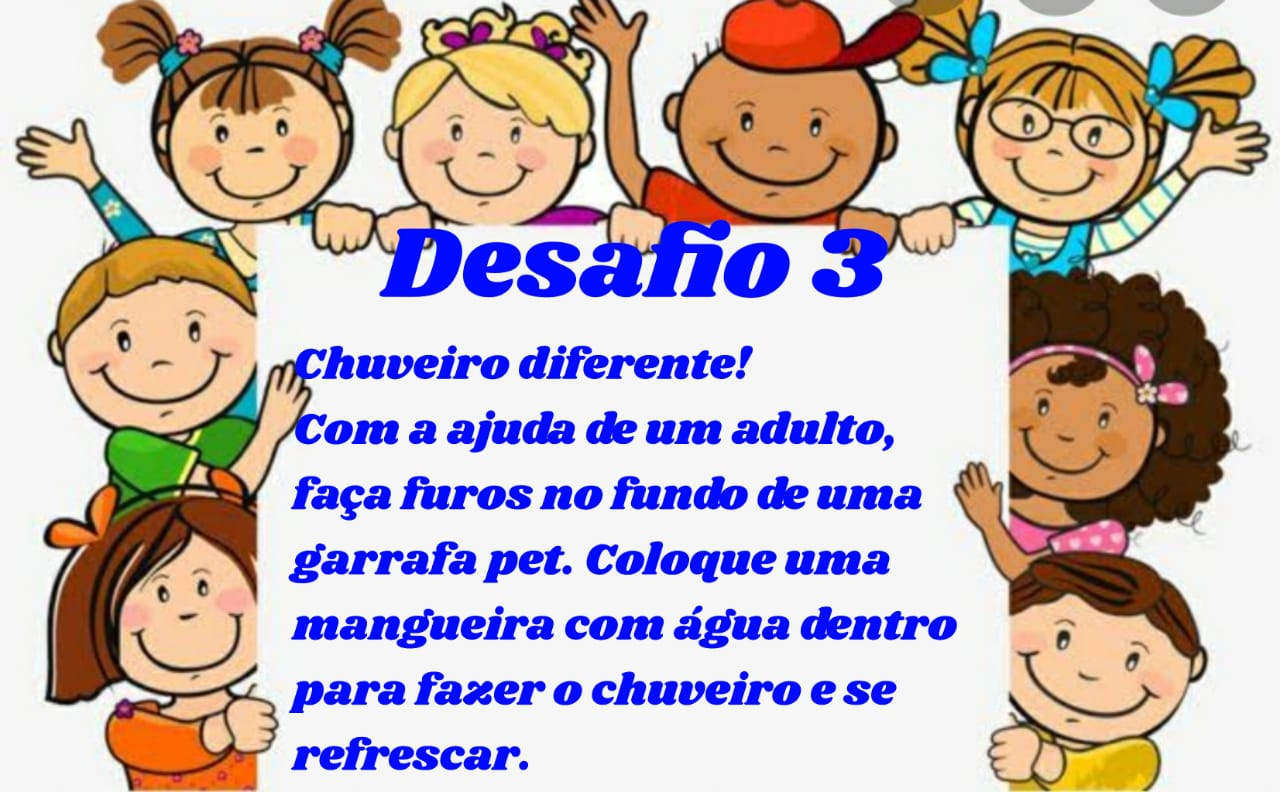 Desafio 3
Chuveiro diferente!
Com a ajuda de um adulto,
faça furos no fundo de uma
garrafa pet. Coloque uma
mangueira com água dentro
para fazer o chuveiro e se
refrescar.